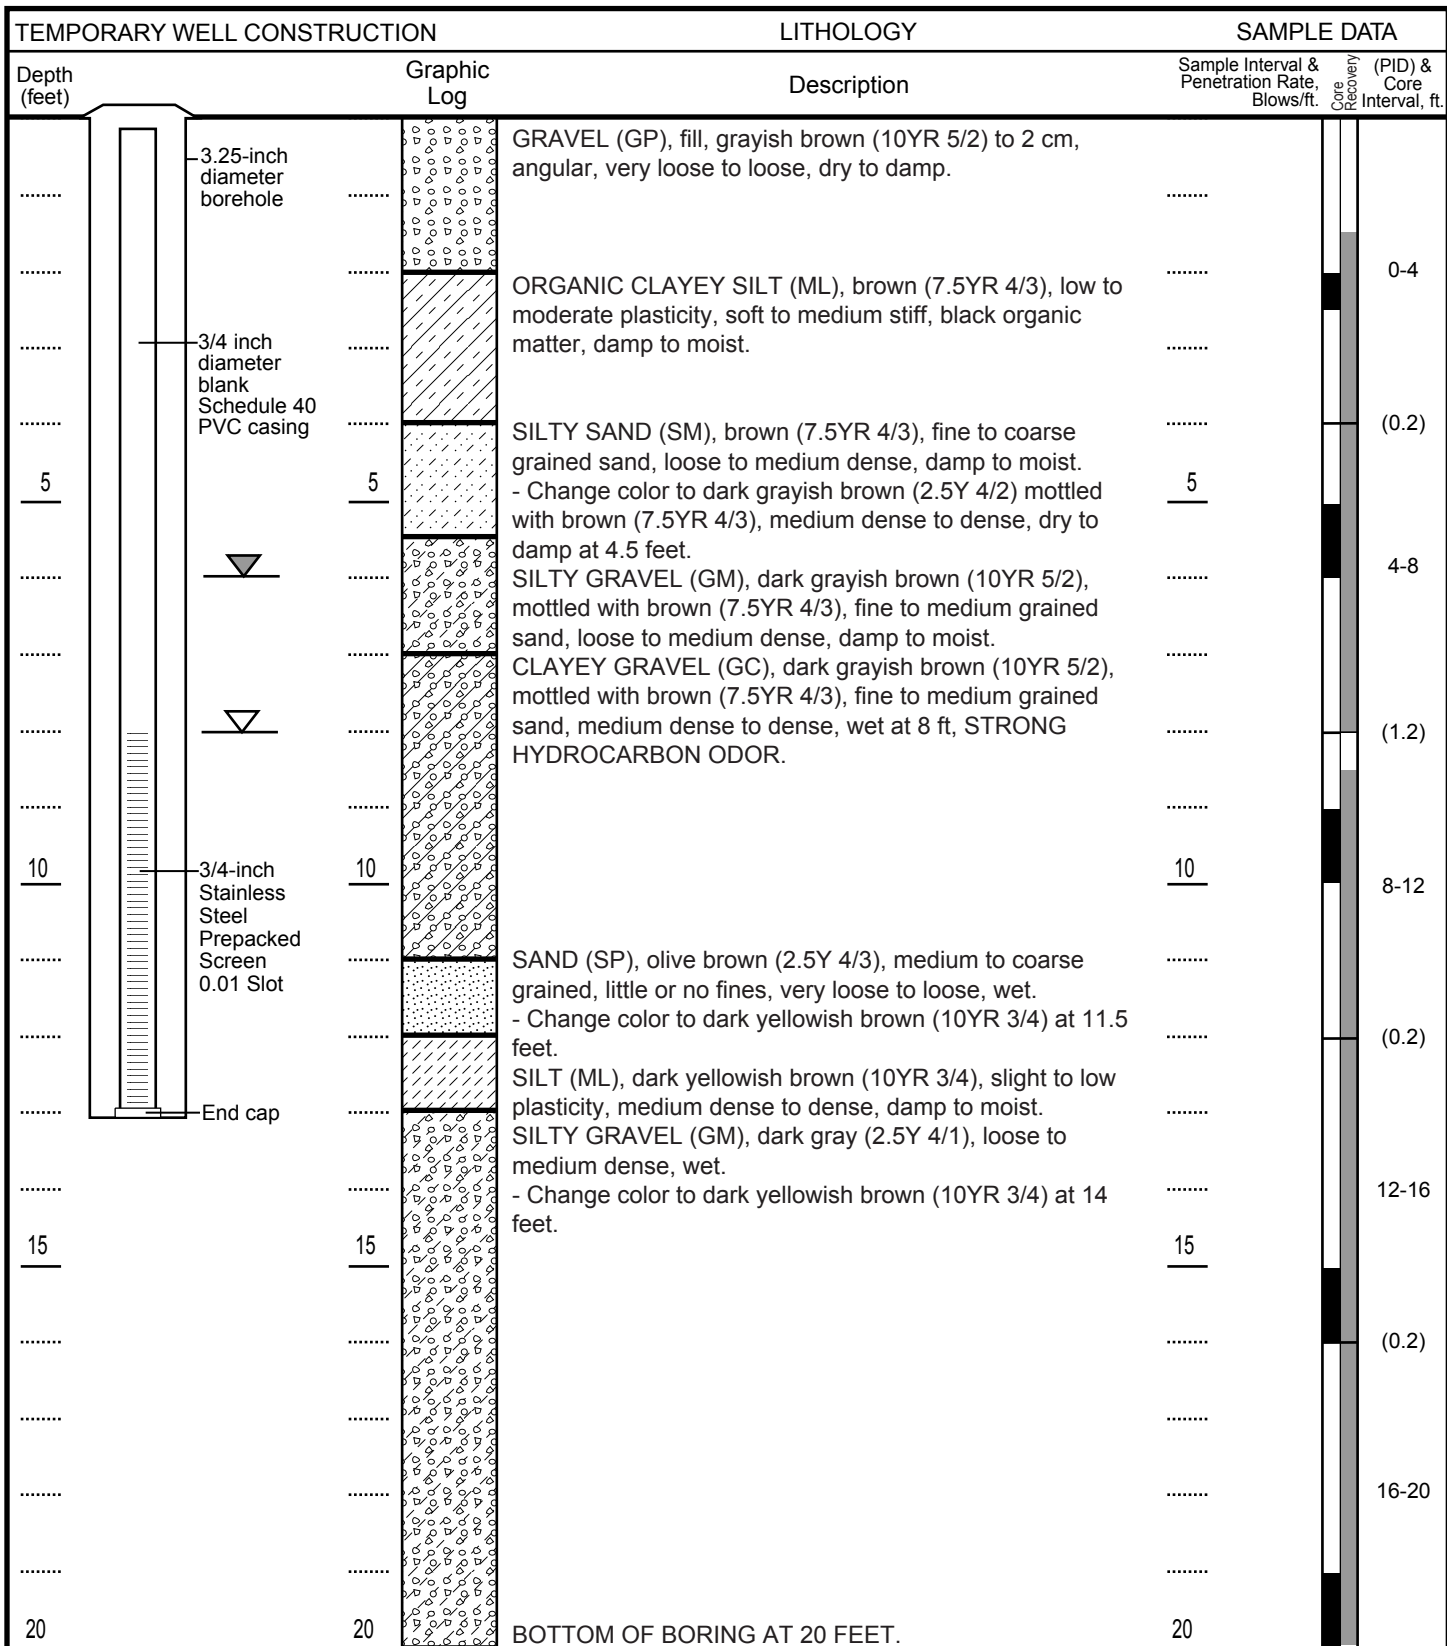 TEMPORARY WELL CONSTRUCTION
LITHOLOGY
SAMPLE DATA
Depth
(feet)
Graphic
Log
Description
Sample Interval &
Penetration Rate,
Blows/ft.
Core
Recovery
(PID) &
Core
Interval, ft.
3.25-inch
diameter
borehole
GRAVEL (GP), fill, grayish brown (10YR 5/2) to 2 cm,
angular, very loose to loose, dry to damp.
0-4
ORGANIC CLAYEY SILT (ML), brown (7.5YR 4/3), low to
moderate plasticity, soft to medium stiff, black organic
matter, damp to moist.
3/4 inch
diameter
blank
Schedule 40
PVC casing
(0.2)
SILTY SAND (SM), brown (7.5YR 4/3), fine to coarse
grained sand, loose to medium dense, damp to moist.
- Change color to dark grayish brown (2.5Y 4/2) mottled
with brown (7.5YR 4/3), medium dense to dense, dry to
damp at 4.5 feet.
5
5
5
SILTY GRAVEL (GM), dark grayish brown (10YR 5/2),
mottled with brown (7.5YR 4/3), fine to medium grained
sand, loose to medium dense, damp to moist.
4-8
CLAYEY GRAVEL (GC), dark grayish brown (10YR 5/2),
mottled with brown (7.5YR 4/3), fine to medium grained
sand, medium dense to dense, wet at 8 ft, STRONG
HYDROCARBON ODOR.
(1.2)
10
3/4-inch
Stainless
Steel
Prepacked
Screen
0.01 Slot
10
10
8-12
SAND (SP), olive brown (2.5Y 4/3), medium to coarse
grained, little or no fines, very loose to loose, wet.
- Change color to dark yellowish brown (10YR 3/4) at 11.5
feet.
(0.2)
SILT (ML), dark yellowish brown (10YR 3/4), slight to low
plasticity, medium dense to dense, damp to moist.
End cap
SILTY GRAVEL (GM), dark gray (2.5Y 4/1), loose to
medium dense, wet.
- Change color to dark yellowish brown (10YR 3/4) at 14
feet.
12-16
15
15
15
(0.2)
16-20
20
20
BOTTOM OF BORING AT 20 FEET.
20